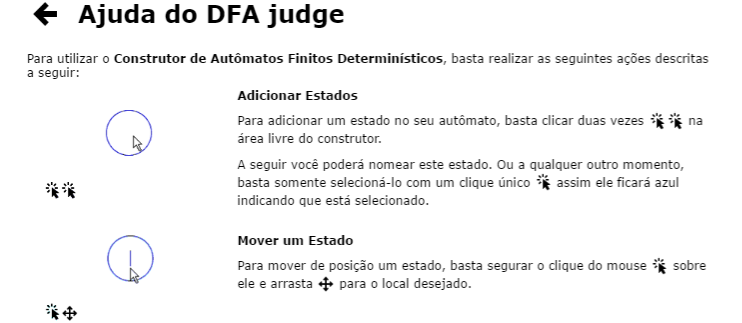 Ajuda do DFA judge
Para utilizar o Construtor de Autômatos Finitos Determinísticos, basta realizar as seguintes ações descritas
a seguir:
Adicionar Estados
Para adicionar um estado no seu autômato, basta clicar duas vezes na
área livre do construtor.
A seguir você poderá nomear este estado. Ou a qualquer outro momento,
basta somente selecioná-lo com um clique único assim ele ficará azul
indicando que está selecionado.
Mover um Estado
Para mover de posição um estado, basta segurar o clique do mouse sobre
ele e arrasta para o local desejado.